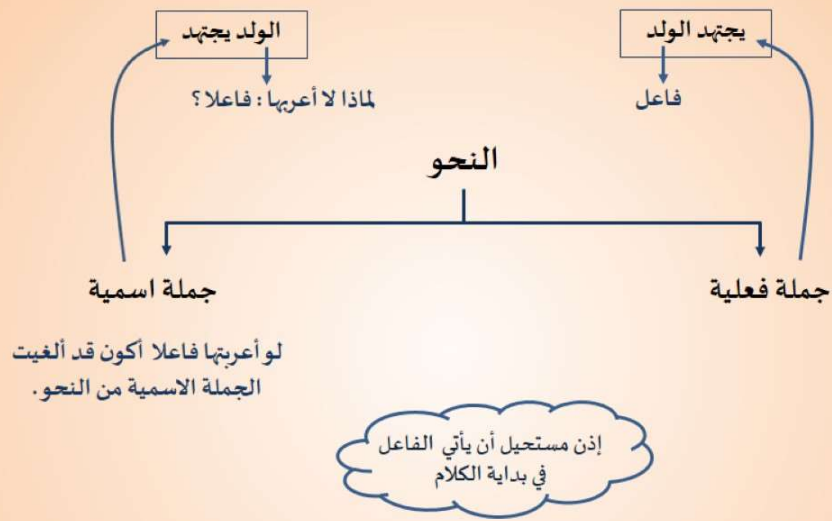 يجتهد الولد
الولد يجتهد
فاعل
لماذا لا أعربها : فاعلا ؟
النحو
جملة فعلية
جملة اسمية
لو أعربتها فاعلا أكون قد ألغيت
الجملة الاسمية من النحو .
إذن مستحيل أن يأتي الفاعل
في بداية الكلام